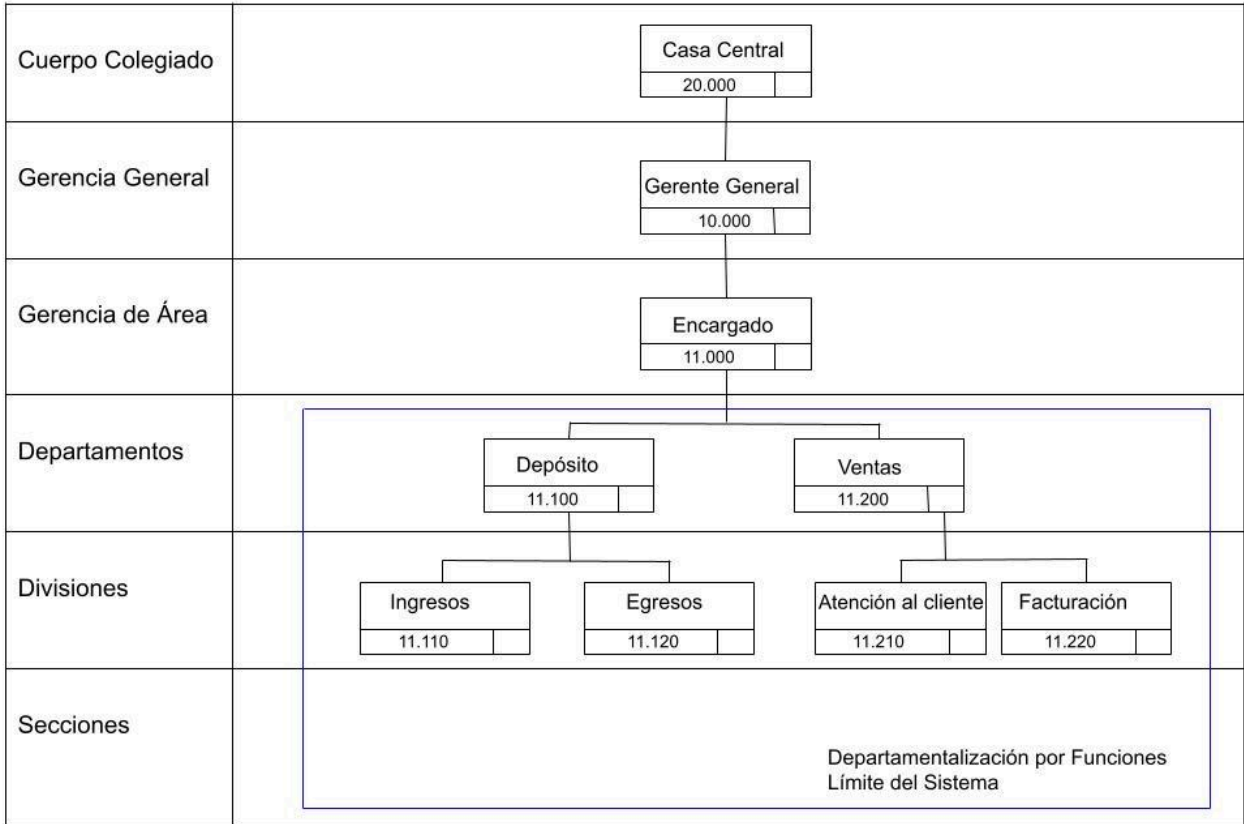 Cuerpo Colegiado
Casa Central
20.000
Gerencia General
Gerente General
10.000
Gerencia de Área
Encargado
11.000
Departamentos
Depósito
11.100
Ventas
11.200
Divisiones
Ingresos
11.110
Egresos
11.120
Atención al cliente
11.210
Facturación
11.220
Secciones
Departamentalización por Funciones
Límite del Sistema